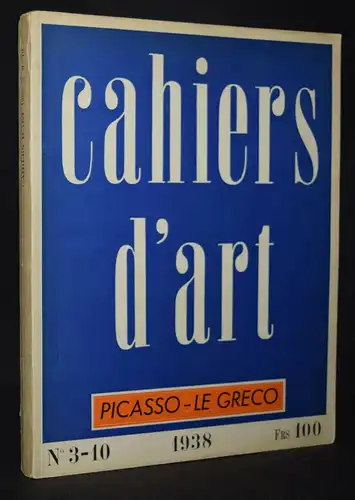 cahiers
d'art
PICASSO-LE GRECO
N° 3-10 1938 FRS 100